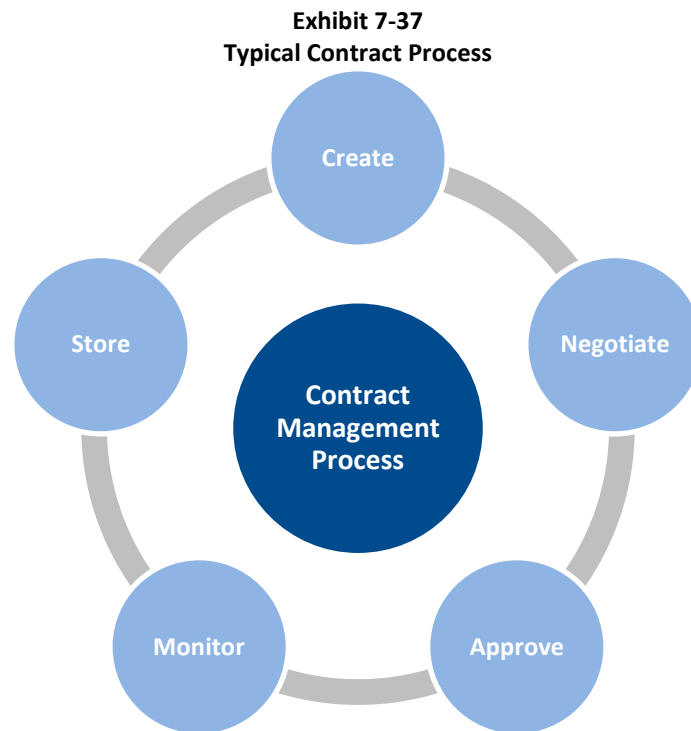 Exhibit 7-37
Typical Contract Process
Create
Negotiate
Approve
Monitor
Store
Contract
Management
Process